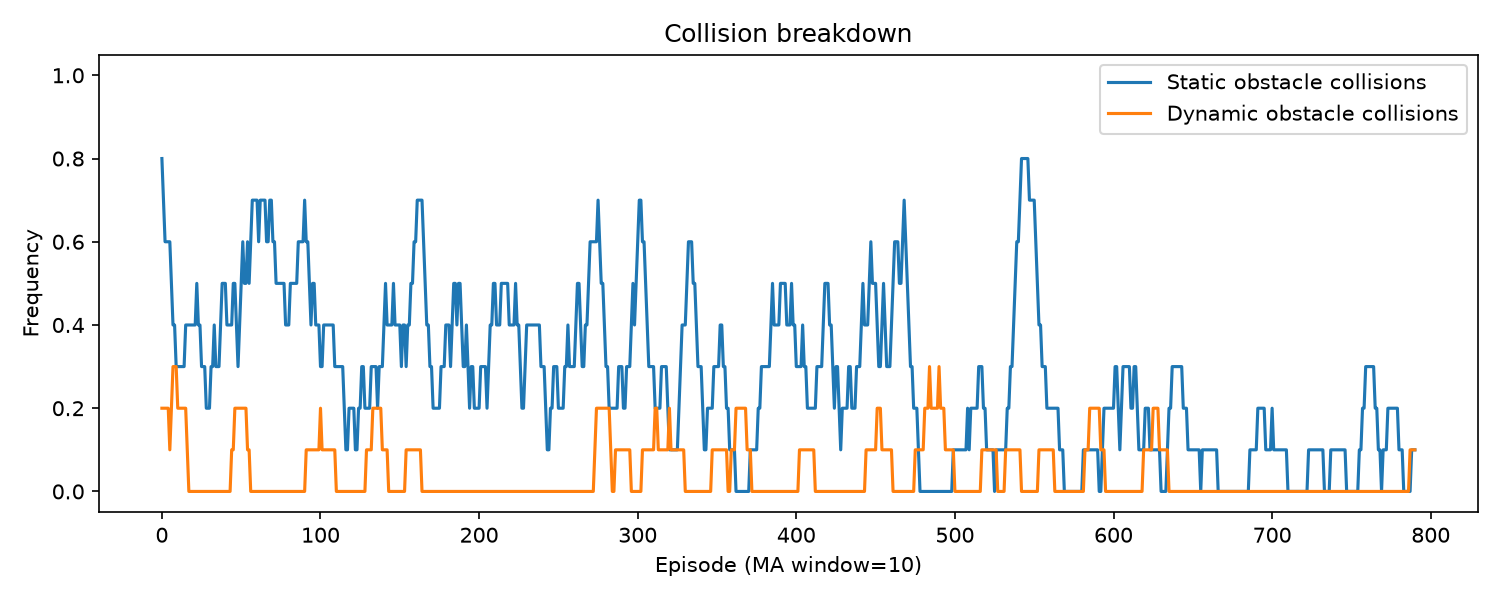 Collision breakdown
Static obstacle collisions
Dynamic obstacle collisions
Frequency
1.0
0.8
0.6
0.4
0.2
0.0
0 100 200 300 400 500 600 700 800
Episode (MA window=10)